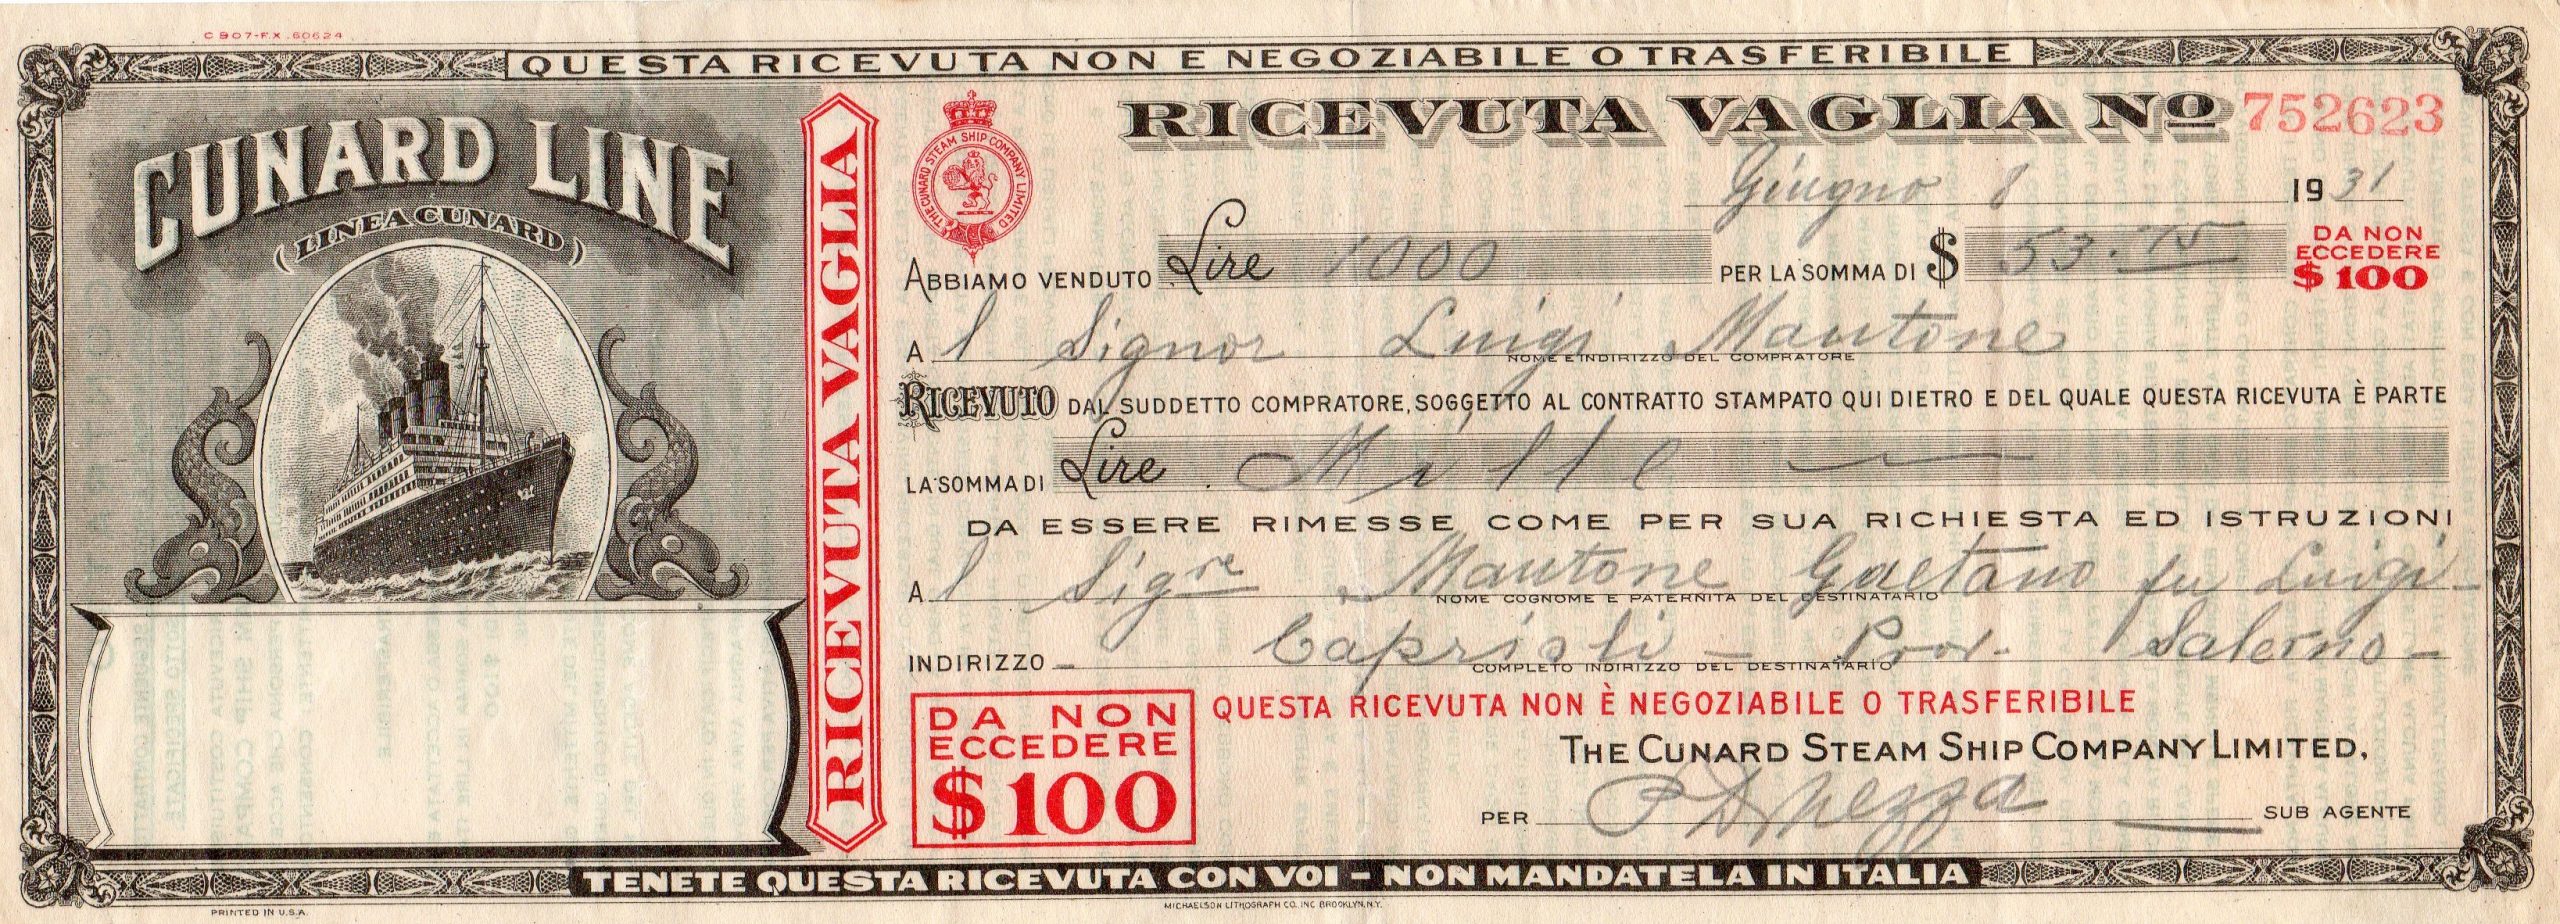 C 907-F.X. 60624
QUESTA RICEVUTA NON E NEGOZIABILE O TRASFERIBILE
CUNARD LINE
(LINEA CUNARD)
RICEVUTA VAGLIA
THE CUNARD STEAM SHIP COMPANY LIMITED
RICEVUTA VAGLIA No 752623
Giugno 8 1931
ABBIAMO VENDUTO Lire 1000 PER LA SOMMA DI $ 53.75
DA NON
ECCEDERE
$100
A l Signor Luigi Mautone
NOME E INDIRIZZO DEL COMPRATORE
RICEVUTO DAL SUDDETTO COMPRATORE, SOGGETTO AL CONTRATTO STAMPATO QUI DIETRO E DEL QUALE QUESTA RICEVUTA È PARTE
LA SOMMA DI Lire Mille
DA ESSERE RIMESSE COME PER SUA RICHIESTA ED ISTRUZIONI
A l Sigre Mautone Gaetano fu Luigi
NOME COGNOME E PATERNITA DEL DESTINATARIO
INDIRIZZO Caprioli - Prov. Salerno -
COMPLETO INDIRIZZO DEL DESTINATARIO
DA NON
ECCEDERE
$100
QUESTA RICEVUTA NON È NEGOZIABILE O TRASFERIBILE
THE CUNARD STEAM SHIP COMPANY LIMITED,
PER SUB AGENTE
TENETE QUESTA RICEVUTA CON VOI – NON MANDATELA IN ITALIA
PRINTED IN U.S.A.
MICHAELSON LITHOGRAPH CO. INC BROOKLYN, N.Y.